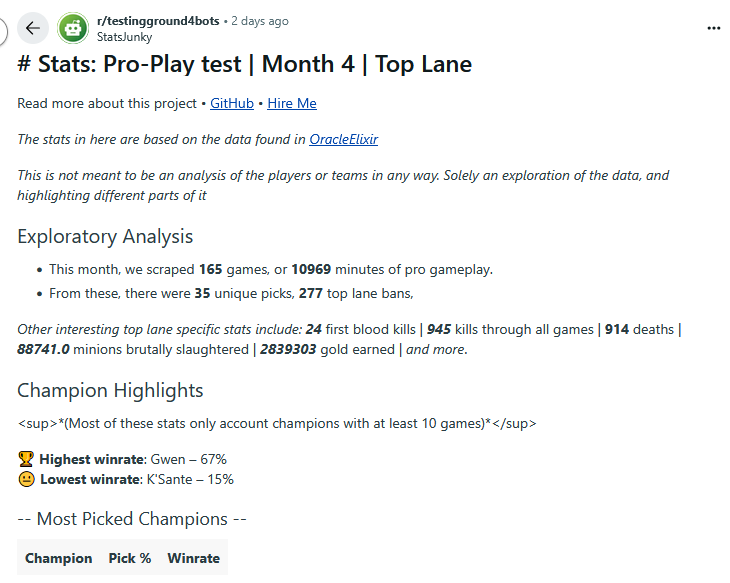 r/testingground4bots • 2 days ago
StatsJunky
# Stats: Pro-Play test | Month 4 | Top Lane
Read more about this project • GitHub • Hire Me
The stats in here are based on the data found in OracleElixir
This is not meant to be an analysis of the players or teams in any way. Solely an exploration of the data, and
highlighting different parts of it
Exploratory Analysis
• This month, we scraped 165 games, or 10969 minutes of pro gameplay.
• From these, there were 35 unique picks, 277 top lane bans,
Other interesting top lane specific stats include: 24 first blood kills | 945 kills through all games | 914 deaths |
88741.0 minions brutally slaughtered | 2839303 gold earned | and more.
Champion Highlights
<sup>*(Most of these stats only account champions with at least 10 games)*</sup>
🏆 Highest winrate: Gwen – 67%
😐 Lowest winrate: K'Sante – 15%
-- Most Picked Champions --
Champion Pick % Winrate